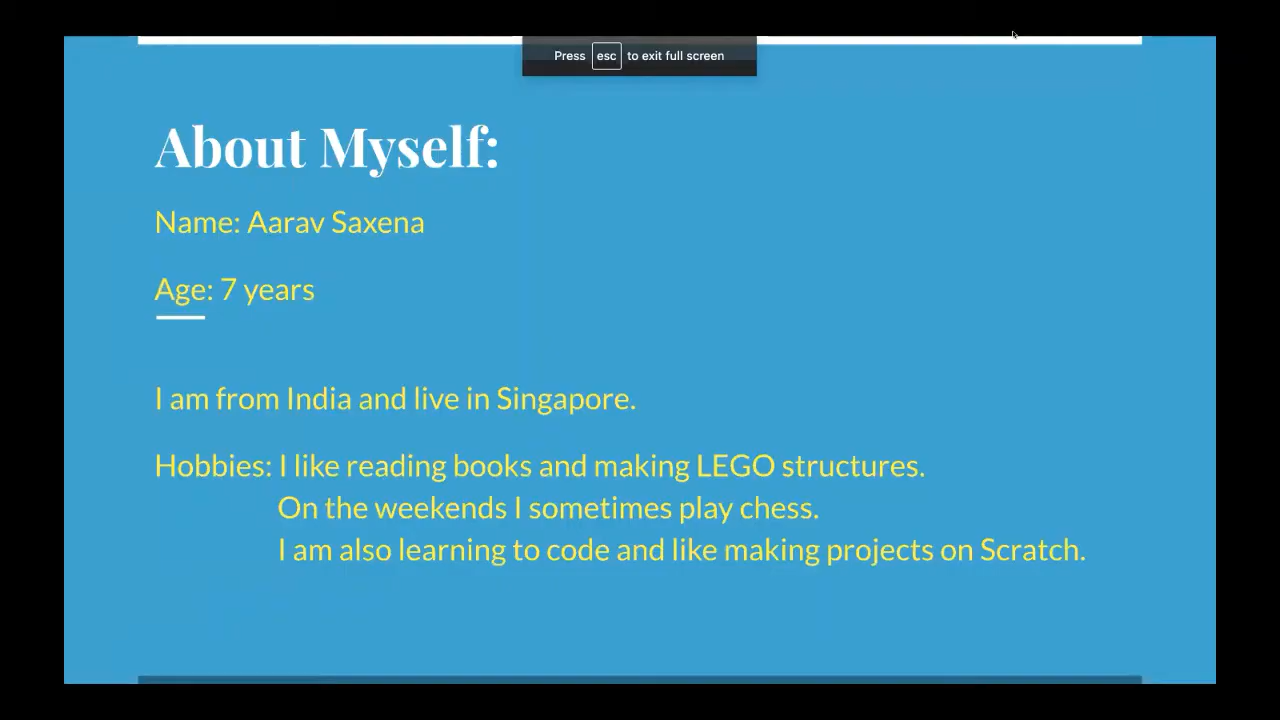 Press esc to exit full screen
About Myself:
Name: Aarav Saxena
Age: 7 years
I am from India and live in Singapore.
Hobbies: I like reading books and making LEGO structures.
On the weekends I sometimes play chess.
I am also learning to code and like making projects on Scratch.